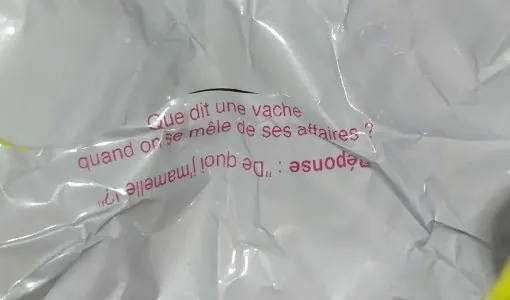 Que dit une vache
quand on se mêle de ses affaires ?
Réponse : "De quoi j'mamelle !?"